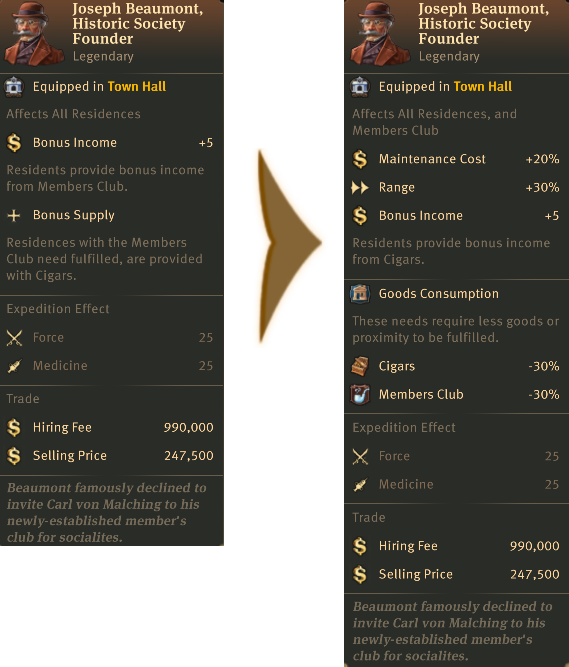 Joseph Beaumont,
Historic Society
Founder
Legendary
Equipped in Town Hall
Affects All Residences
Bonus Income +5
Residents provide bonus income
from Members Club.
Bonus Supply
Residences with the Members
Club need fulfilled, are provided
with Cigars.
Expedition Effect
Force 25
Medicine 25
Trade
Hiring Fee 990,000
Selling Price 247,500
Beaumont famously declined to
invite Carl von Malching to his
newly-established member's
club for socialites.
Joseph Beaumont,
Historic Society
Founder
Legendary
Equipped in Town Hall
Affects All Residences, and
Members Club
Maintenance Cost +20%
Range +30%
Bonus Income +5
Residents provide bonus income
from Cigars.
Goods Consumption
These needs require less goods or
proximity to be fulfilled.
Cigars -30%
Members Club -30%
Expedition Effect
Force 25
Medicine 25
Trade
Hiring Fee 990,000
Selling Price 247,500
Beaumont famously declined to
invite Carl von Malching to his
newly-established member's
club for socialites.